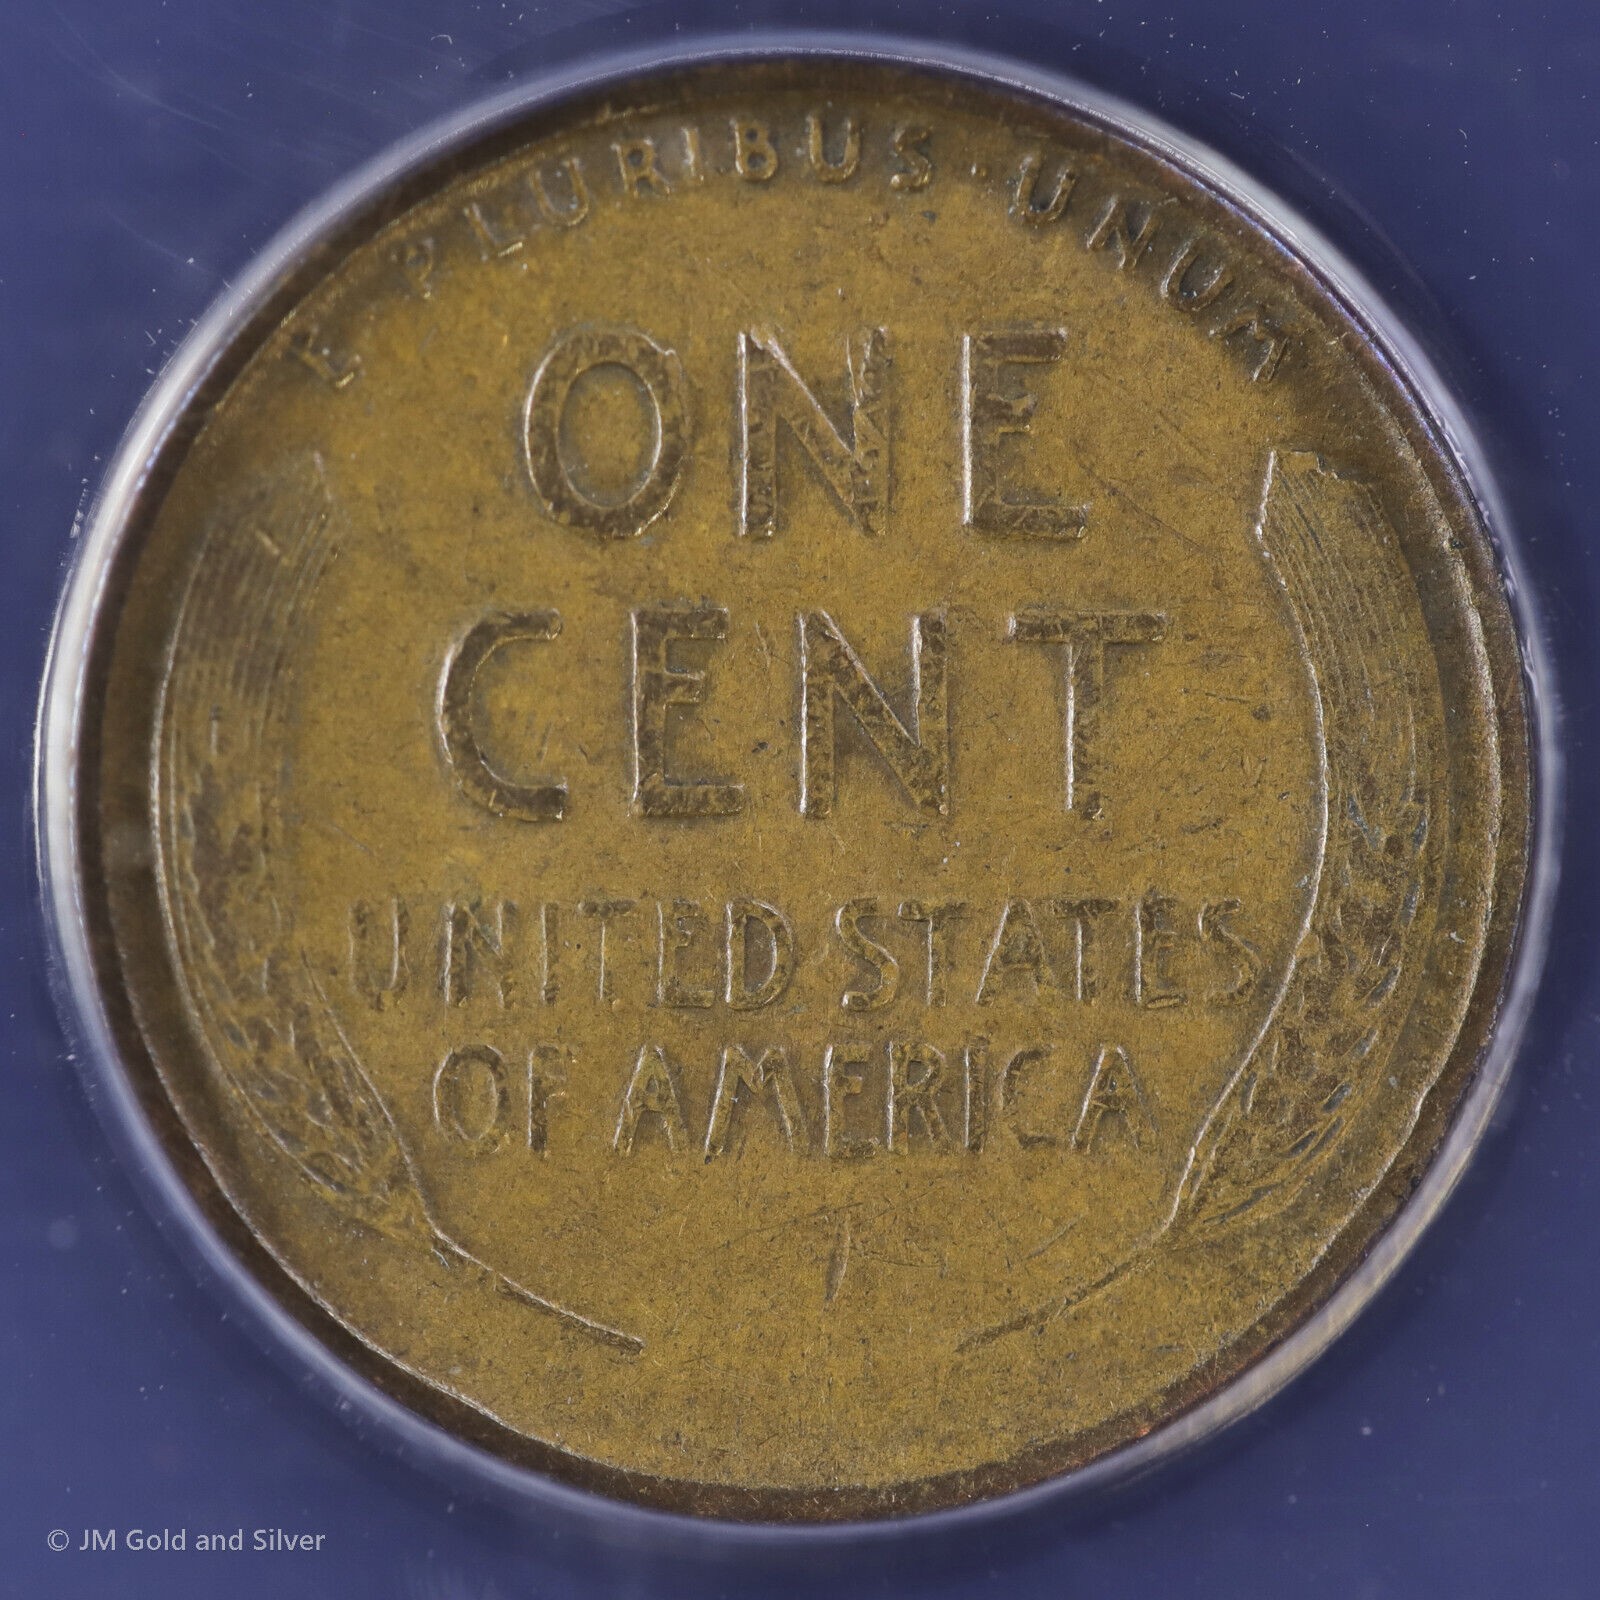 E PLURIBUS · UNUM
ONE
CENT
UNITED STATES
OF AMERICA
© JM Gold and Silver